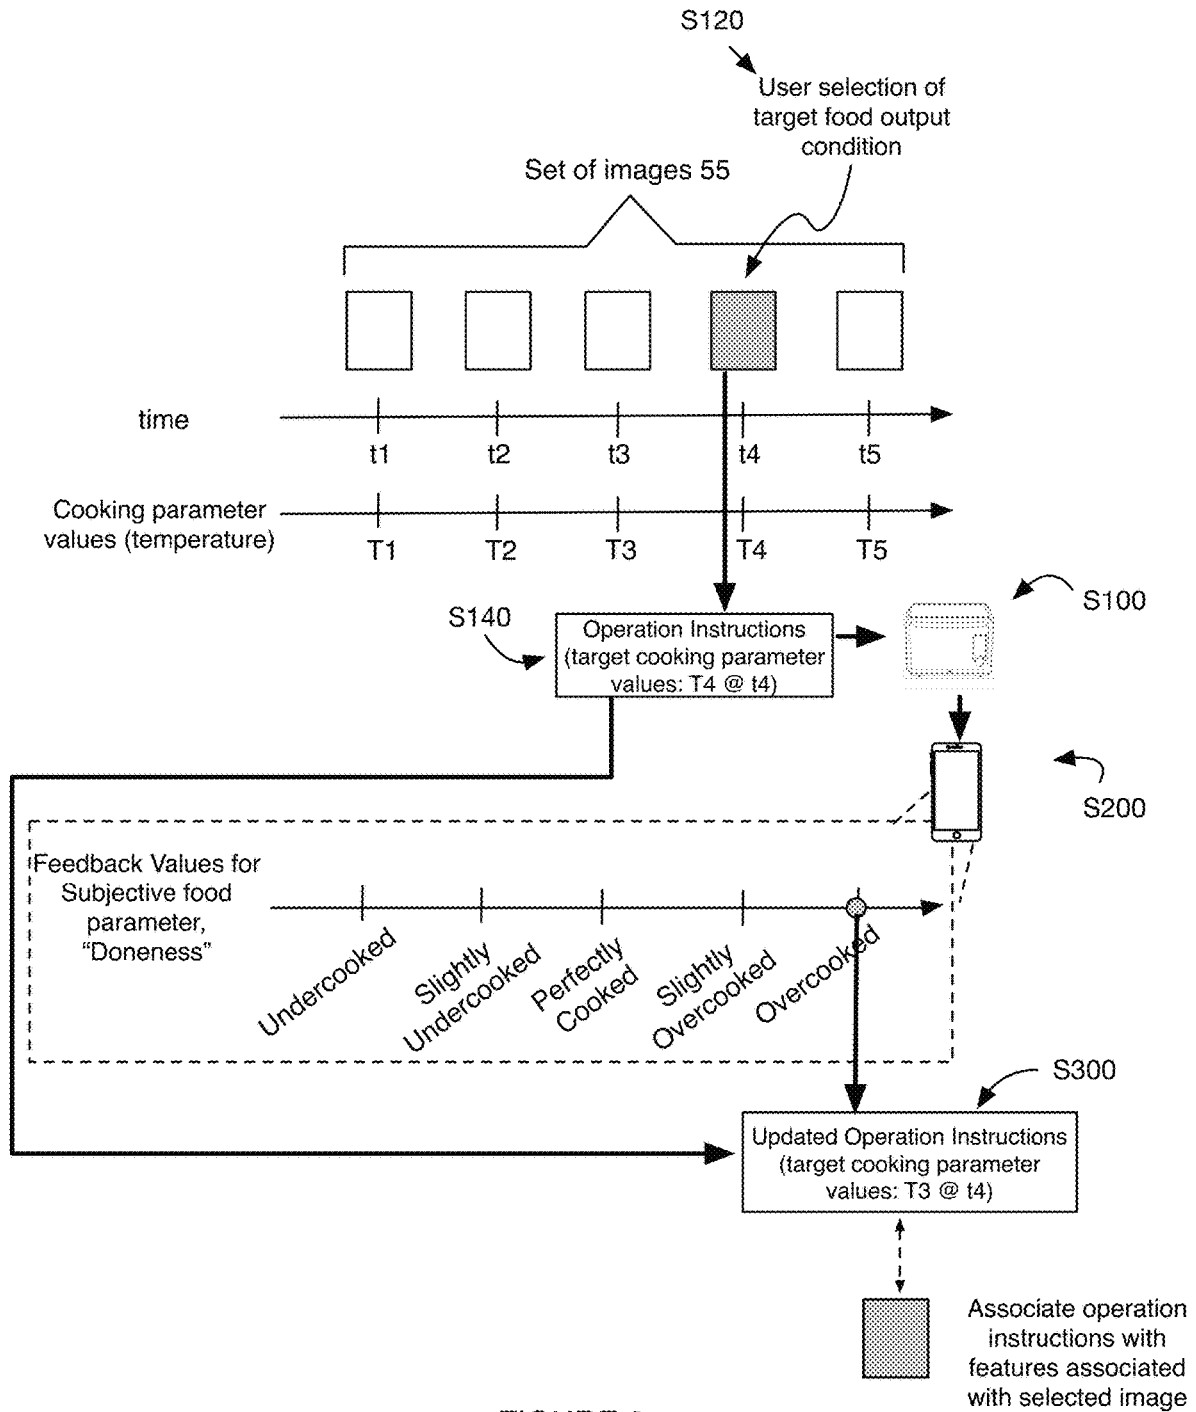 S120
User selection of
target food output
condition
Set of images 55
time
t1 t2 t3 t4 t5
Cooking parameter
values (temperature)
T1 T2 T3 T4 T5
S100
S140
Operation Instructions
(target cooking parameter
values: T4 @ t4)
S200
Feedback Values for
Subjective food
parameter,
“Doneness”
Undercooked
Slightly
Undercooked
Perfectly
Cooked
Slightly
Overcooked
Overcooked
S300
Updated Operation Instructions
(target cooking parameter
values: T3 @ t4)
Associate operation
instructions with
features associated
with selected image